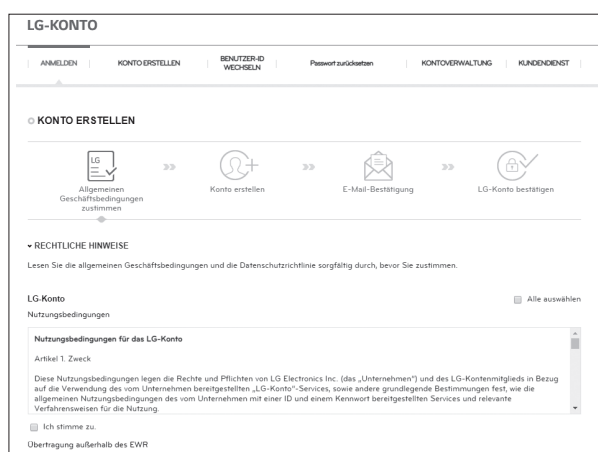 LG-KONTO
ANMELDEN
KONTO ERSTELLEN
BENUTZER-ID
WECHSELN
Passwort zurücksetzen
KONTOVERWALTUNG
KUNDENDIENST
KONTO ERSTELLEN
LG
Allgemeinen
Geschäftsbedingungen
zustimmen
Konto erstellen
E-Mail-Bestätigung
LG-Konto bestätigen
RECHTLICHE HINWEISE
Lesen Sie die allgemeinen Geschäftsbedingungen und die Datenschutzrichtlinie sorgfältig durch, bevor Sie zustimmen.
LG-Konto
Alle auswählen
Nutzungsbedingungen
Nutzungsbedingungen für das LG-Konto
Artikel 1. Zweck
Diese Nutzungsbedingungen legen die Rechte und Pflichten von LG Electronics Inc. (das „Unternehmen") und des LG-Kontenmitglieds in Bezug
auf die Verwendung des vom Unternehmen bereitgestellten „LG-Konto"-Services, sowie andere grundlegende Bestimmungen fest, wie die
allgemeinen Nutzungsbedingungen des vom Unternehmen mit einer ID und einem Kennwort bereitgestellten Services und relevante
Verfahrensweisen für die Nutzung.
Ich stimme zu.
Übertragung außerhalb des EWR